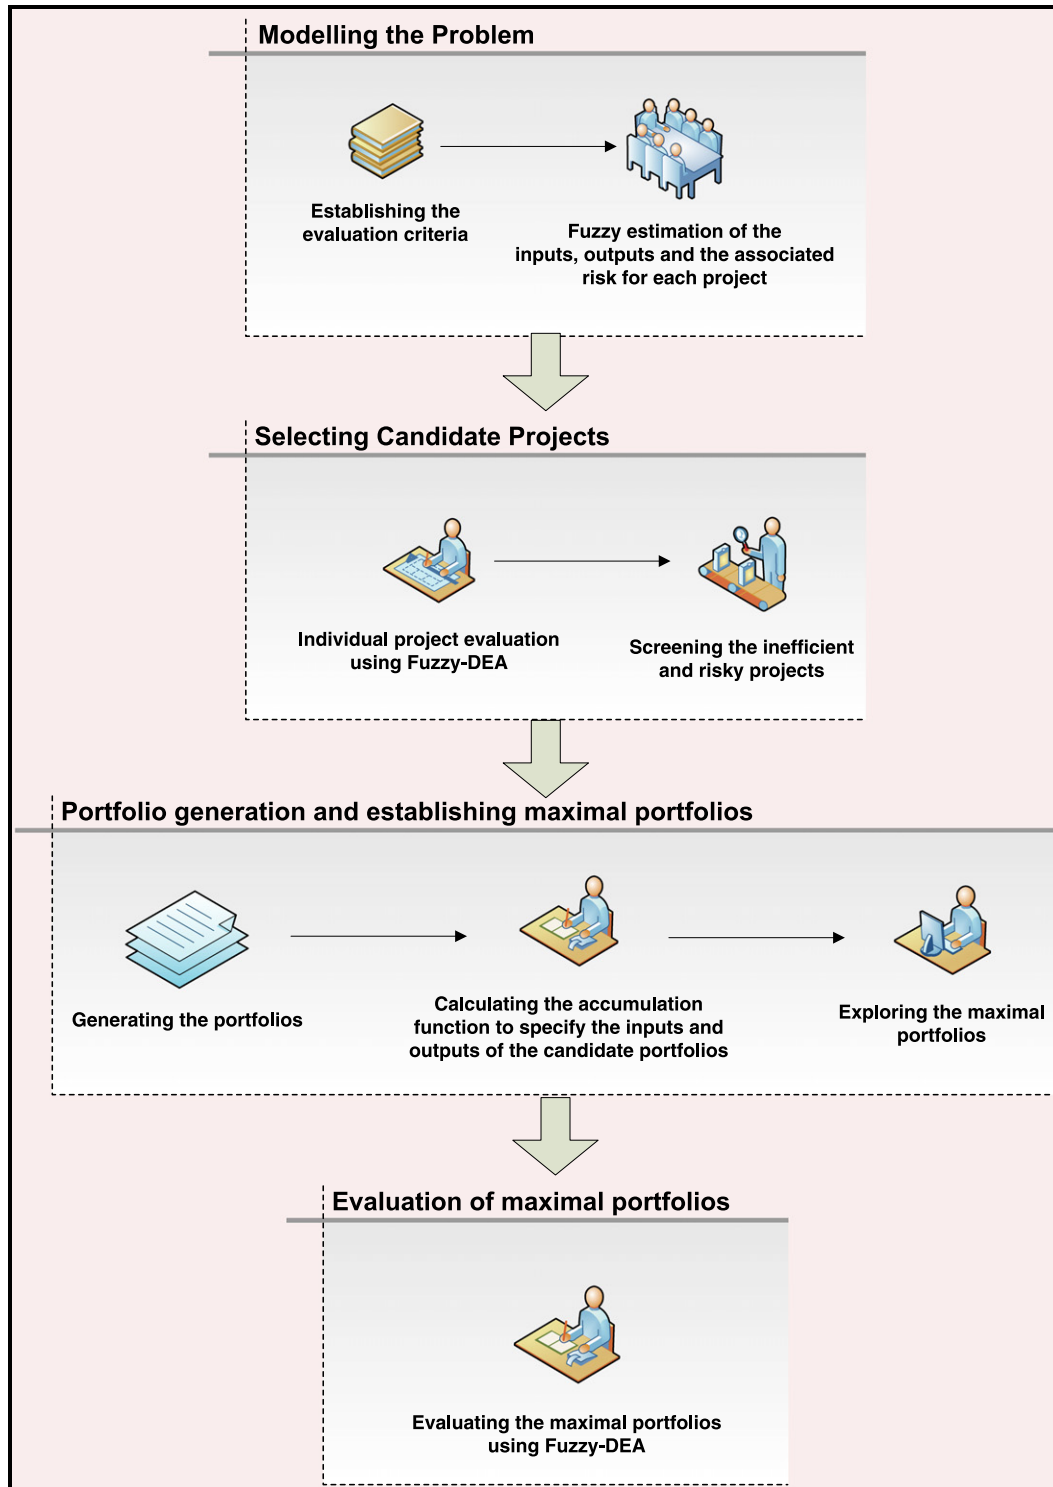 Modelling the Problem
Establishing the
evaluation criteria
Fuzzy estimation of the
inputs, outputs and the associated
risk for each project
Selecting Candidate Projects
Individual project evaluation
using Fuzzy-DEA
Screening the inefficient
and risky projects
Portfolio generation and establishing maximal portfolios
Generating the portfolios
Calculating the accumulation
function to specify the inputs and
outputs of the candidate portfolios
Exploring the maximal
portfolios
Evaluation of maximal portfolios
Evaluating the maximal portfolios
using Fuzzy-DEA